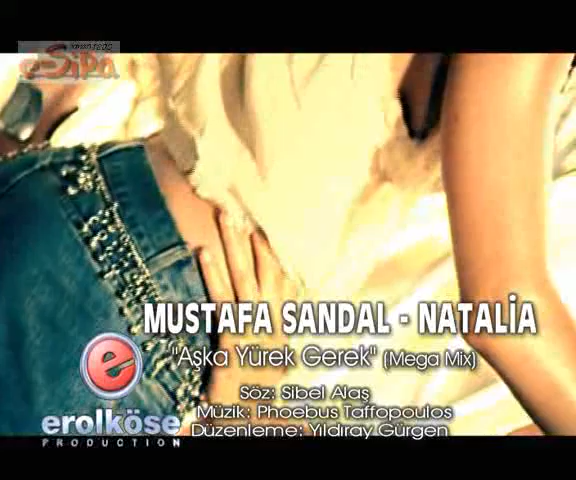 eSiPa
MUSTAFA SANDAL - NATALİA
"Aşka Yürek Gerek" (Mega Mix)
Söz: Sibel Alaş
Müzik: Phoebus Taffopoulos
Düzenleme: Yıldıray Gürgen
e
erolköse
PRODUCTION